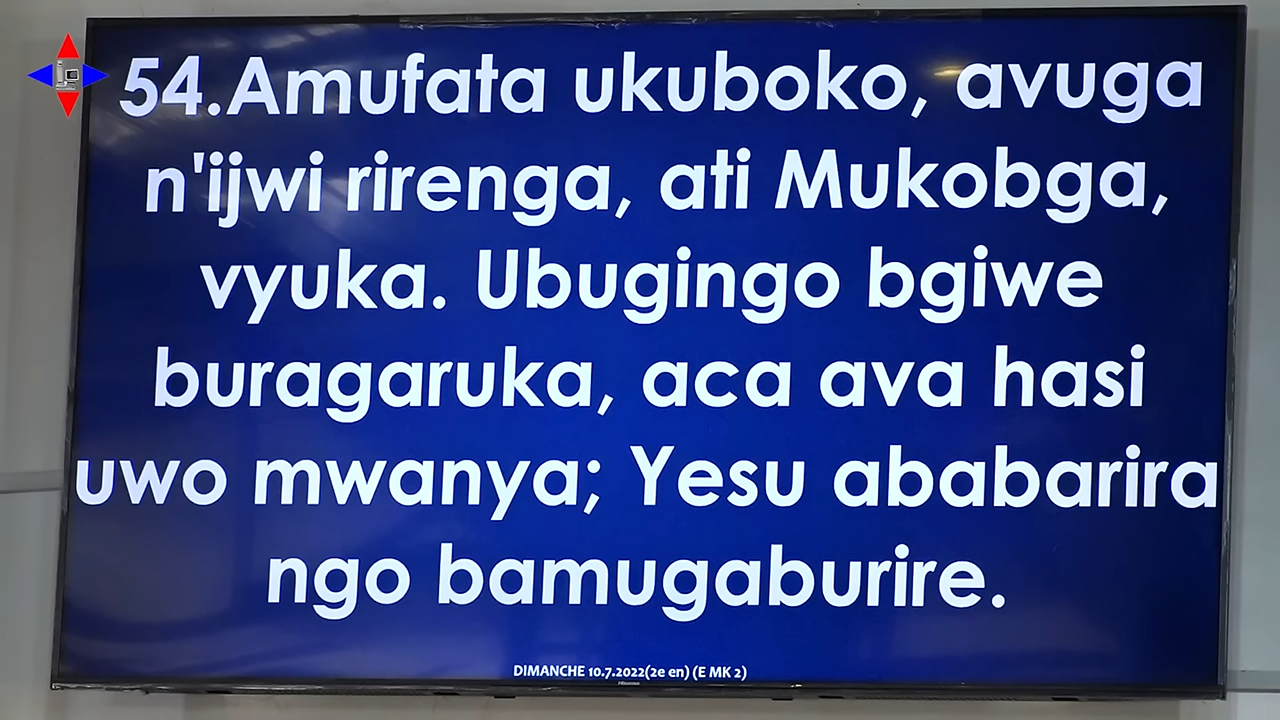 54.Amufata ukuboko, avuga
n'ijwi rirenga, ati Mukobga,
vyuka. Ubugingo bgiwe
buragaruka, aca ava hasi
uwo mwanya; Yesu ababarira
ngo bamugaburire.
DIMANCHE 10.7.2022(2e en) (E MK 2)
Hisense